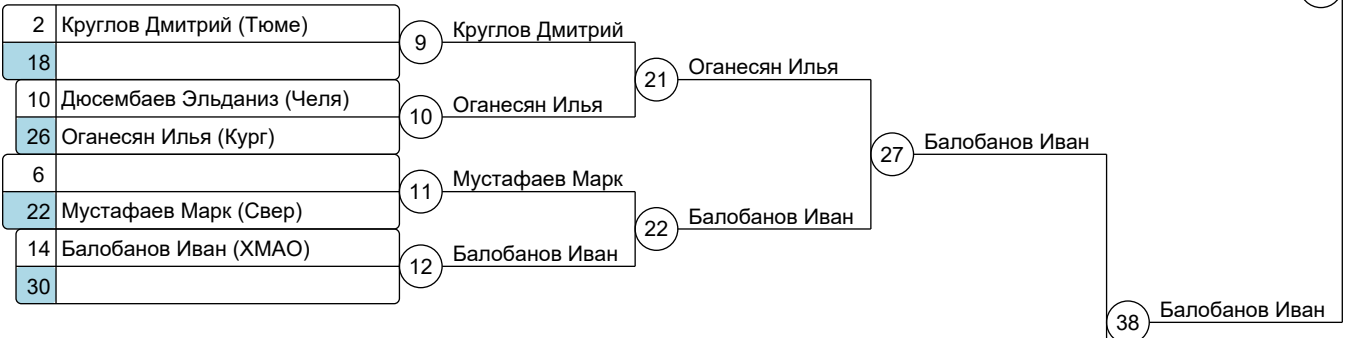 2 Круглов Дмитрий (Тюме)
18
10 Дюсембаев Эльданиз (Челя)
26 Оганесян Илья (Кург)
6
22 Мустафаев Марк (Свер)
14 Балобанов Иван (ХМАО)
30
9 Круглов Дмитрий
10 Оганесян Илья
11 Мустафаев Марк
12 Балобанов Иван
21 Оганесян Илья
22 Балобанов Иван
27 Балобанов Иван
38 Балобанов Иван